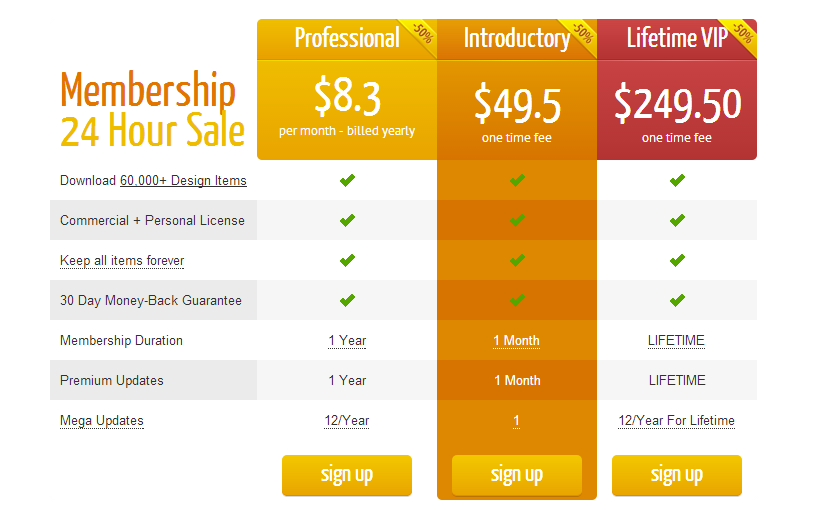 Professional -50% Introductory -50% Lifetime VIP -50%
Membership
24 Hour Sale
$8.3 $49.5 $249.50
per month - billed yearly one time fee one time fee
Download 60,000+ Design Items
Commercial + Personal License
Keep all items forever
30 Day Money-Back Guarantee
Membership Duration 1 Year 1 Month LIFETIME
Premium Updates 1 Year 1 Month LIFETIME
Mega Updates 12/Year 1 12/Year For Lifetime
sign up sign up sign up